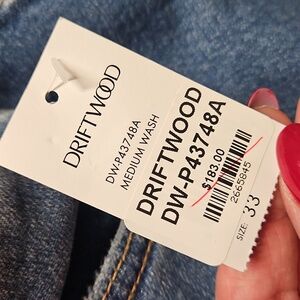 DRIFTWOOD
DW-P43748A
MEDIUM WASH
DRIFTWOOD
DW-P43748A
$183.00
2665845
SIZE: 33